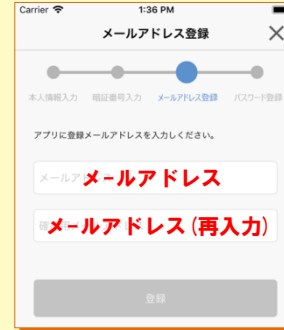 Carrier 1:36 PM
メールアドレス登録
本人情報入力 暗証番号入力 メールアドレス登録 パスワード登録
アプリに登録メールアドレスを入力ください。
メールアドレス
メールアドレス(再入力)
登録